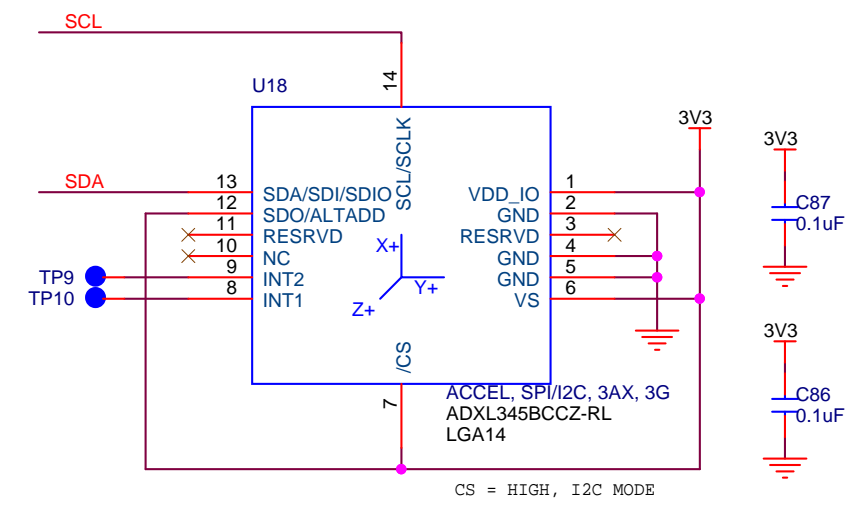 SCL
14
U18
SCL/SCLK
3V3
3V3
SDA
13
SDA/SDI/SDIO
VDD_IO
1
12
SDO/ALTADD
GND
2
11
RESRVD
RESRVD
3
10
NC
GND
4
TP9
9
INT2
GND
5
TP10
8
INT1
VS
6
X+
Y+
Z+
C87
0.1uF
3V3
/CS
7
ACCEL, SPI/I2C, 3AX, 3G
ADXL345BCCZ-RL
LGA14
C86
0.1uF
CS = HIGH, I2C MODE